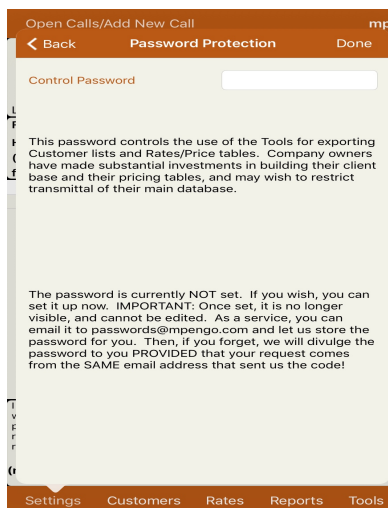 Open Calls/Add New Call mp
Back Password Protection Done
Control Password
This password controls the use of the Tools for exporting
Customer lists and Rates/Price tables. Company owners
have made substantial investments in building their client
base and their pricing tables, and may wish to restrict
transmittal of their main database.
The password is currently NOT set. If you wish, you can
set it up now. IMPORTANT: Once set, it is no longer
visible, and cannot be edited. As a service, you can
email it to passwords@mpengo.com and let us store the
password for you. Then, if you forget, we will divulge the
password to you PROVIDED that your request comes
from the SAME email address that sent us the code!
Settings Customers Rates Reports Tools